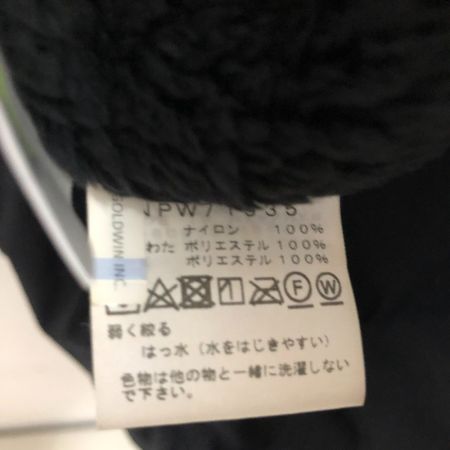 ナイロン 100%
わた ポリエステル 100%
ポリエステル 100%
F W
弱く絞る
はっ水（水をはじきやすい）
色物は他の物と一緒に洗濯しない
で下さい。
GOLDWIN INC.